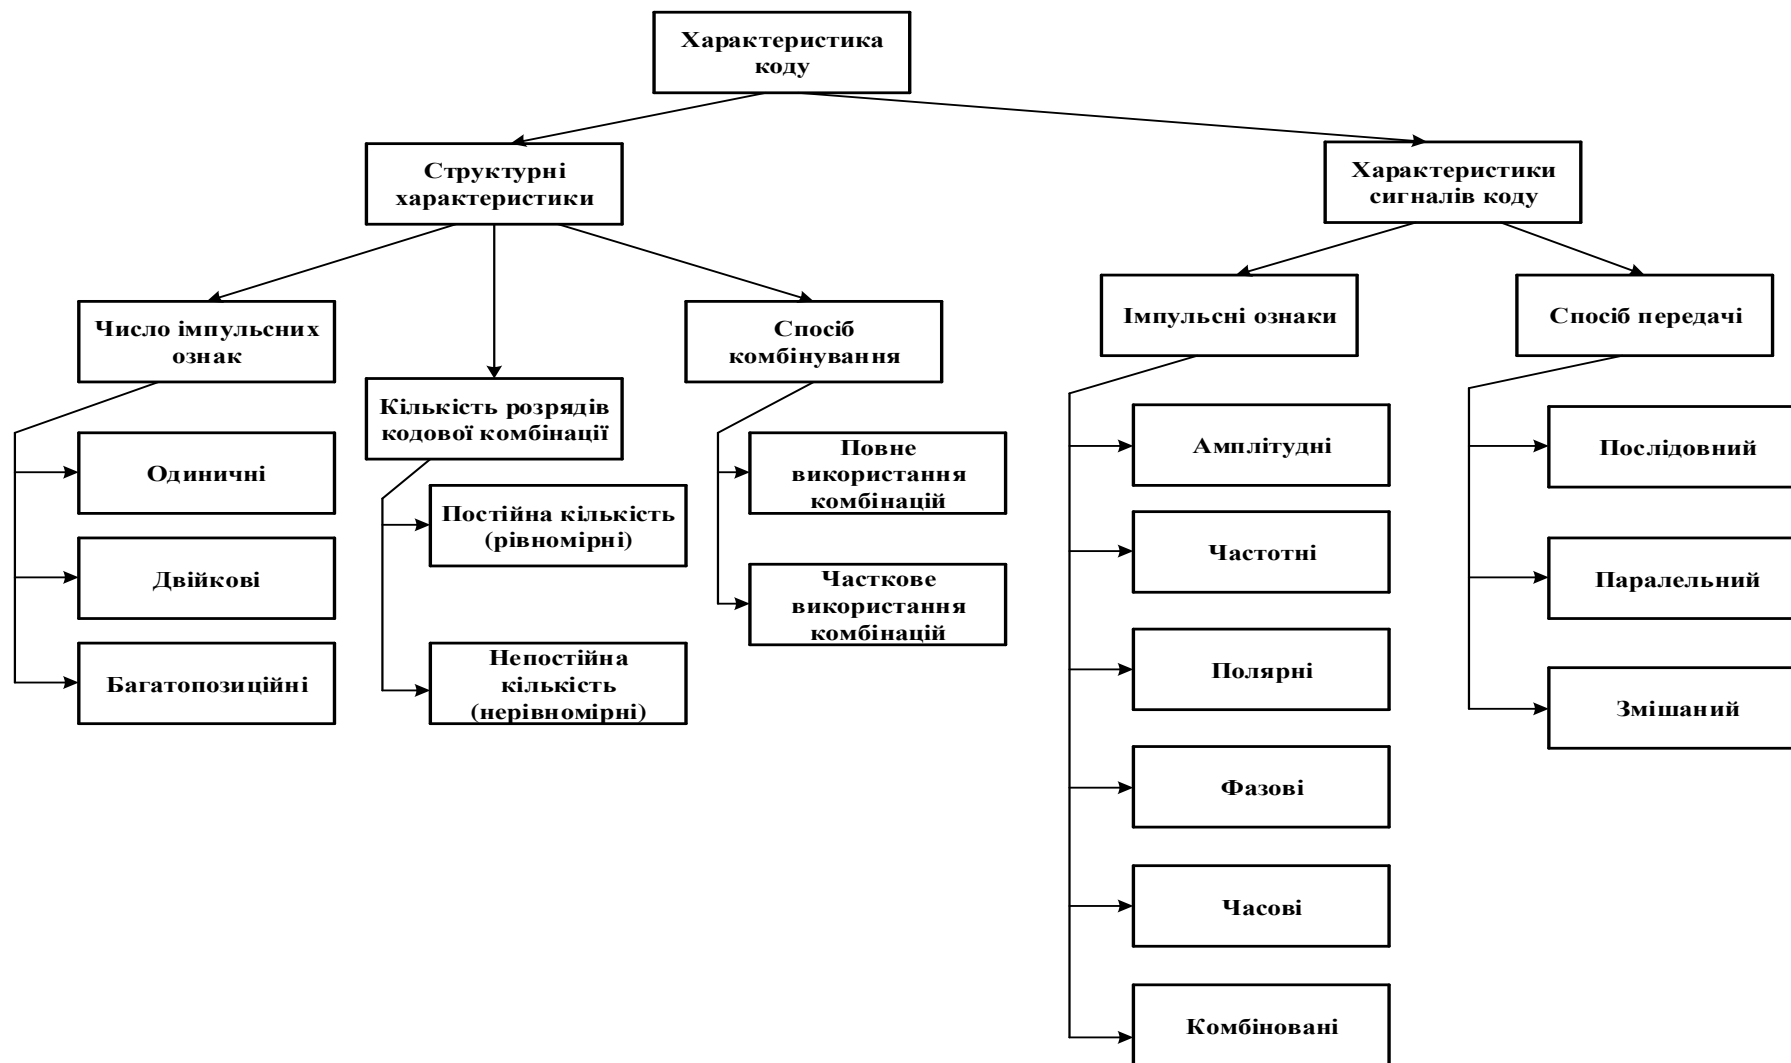 Характеристика
коду
Структурні
характеристики
Характеристики
сигналів коду
Число імпульсних
ознак
Одиничні
Двійкові
Багатопозиційні
Кількість розрядів
кодової комбінації
Постійна кількість
(рівномірні)
Непостійна
кількість
(нерівномірні)
Спосіб
комбінування
Повне
використання
комбінацій
Часткове
використання
комбінацій
Імпульсні ознаки
Амплітудні
Частотні
Полярні
Фазові
Часові
Комбіновані
Спосіб передачі
Послідовний
Паралельний
Змішаний